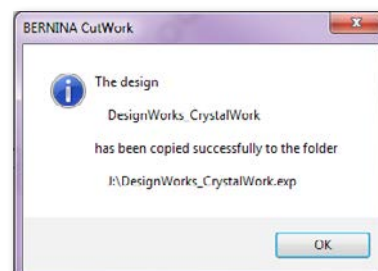 BERNINA CutWork
The design
DesignWorks_CrystalWork
has been copied successfully to the folder
J:\DesignWorks_CrystalWork.exp
OK